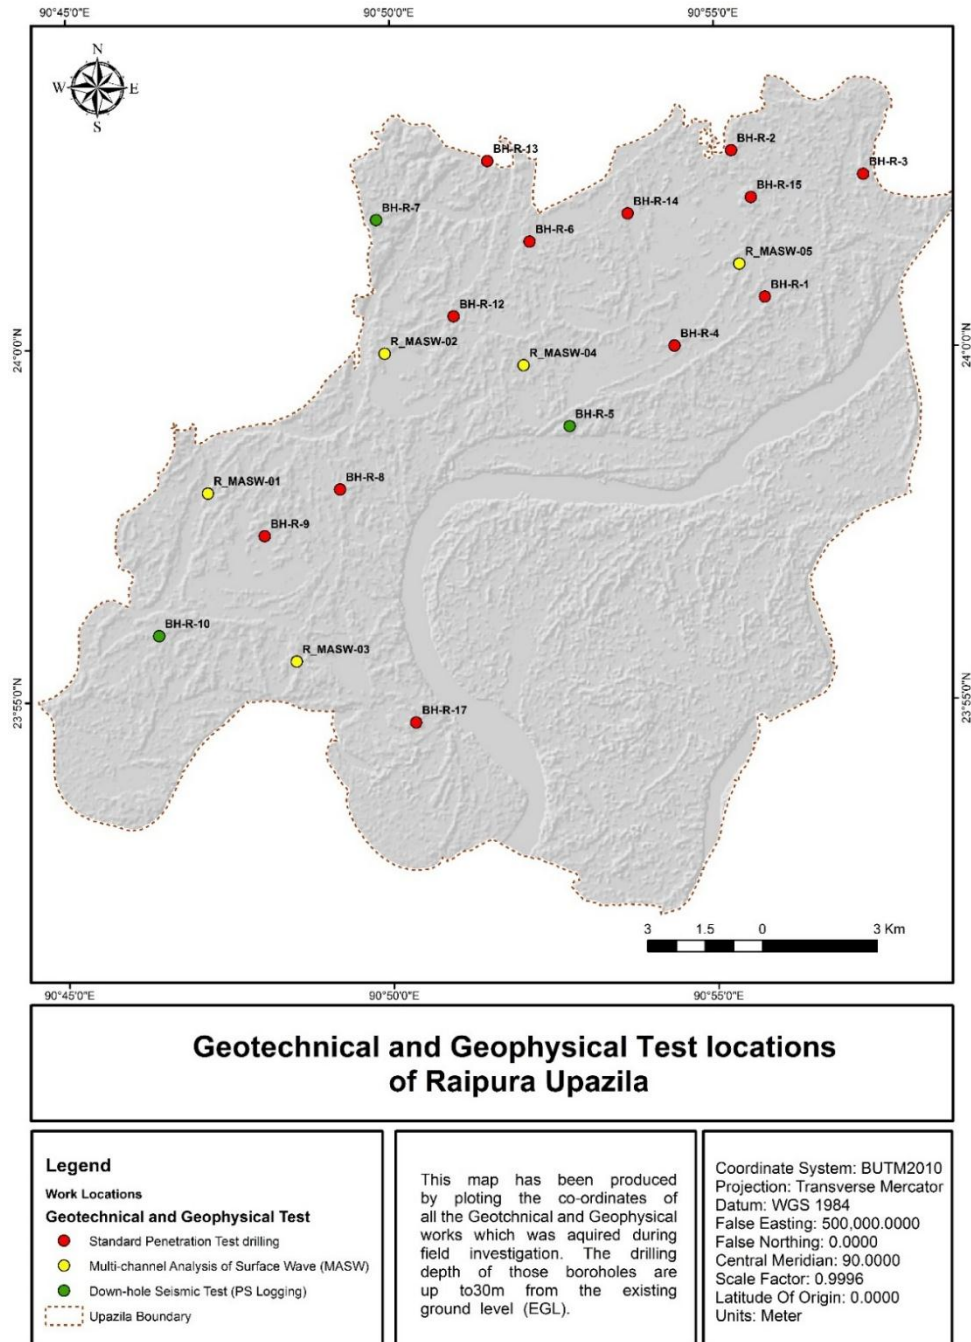 90°45'0"E
90°50'0"E
90°55'0"E
N
W
E
S
BH-R-13
BH-R-2
BH-R-3
BH-R-7
BH-R-15
BH-R-14
BH-R-6
R_MASW-05
BH-R-1
BH-R-12
R_MASW-02
BH-R-4
R_MASW-04
24°0'0"N
24°0'0"N
BH-R-5
R_MASW-01
BH-R-8
BH-R-9
BH-R-10
R_MASW-03
23°55'0"N
23°55'0"N
BH-R-17
3 1.5 0 3 Km
90°45'0"E
90°50'0"E
90°55'0"E
Geotechnical and Geophysical Test locations
of Raipura Upazila
Legend
Work Locations
Geotechnical and Geophysical Test
Standard Penetration Test drilling
Multi-channel Analysis of Surface Wave (MASW)
Down-hole Seismic Test (PS Logging)
Upazila Boundary
This map has been produced
by ploting the co-ordinates of
all the Geotchnical and Geophysical
works which was aquired during
field investigation. The drilling
depth of those boroholes are
up to30m from the existing
ground level (EGL).
Coordinate System: BUTM2010
Projection: Transverse Mercator
Datum: WGS 1984
False Easting: 500,000.0000
False Northing: 0.0000
Central Meridian: 90.0000
Scale Factor: 0.9996
Latitude Of Origin: 0.0000
Units: Meter